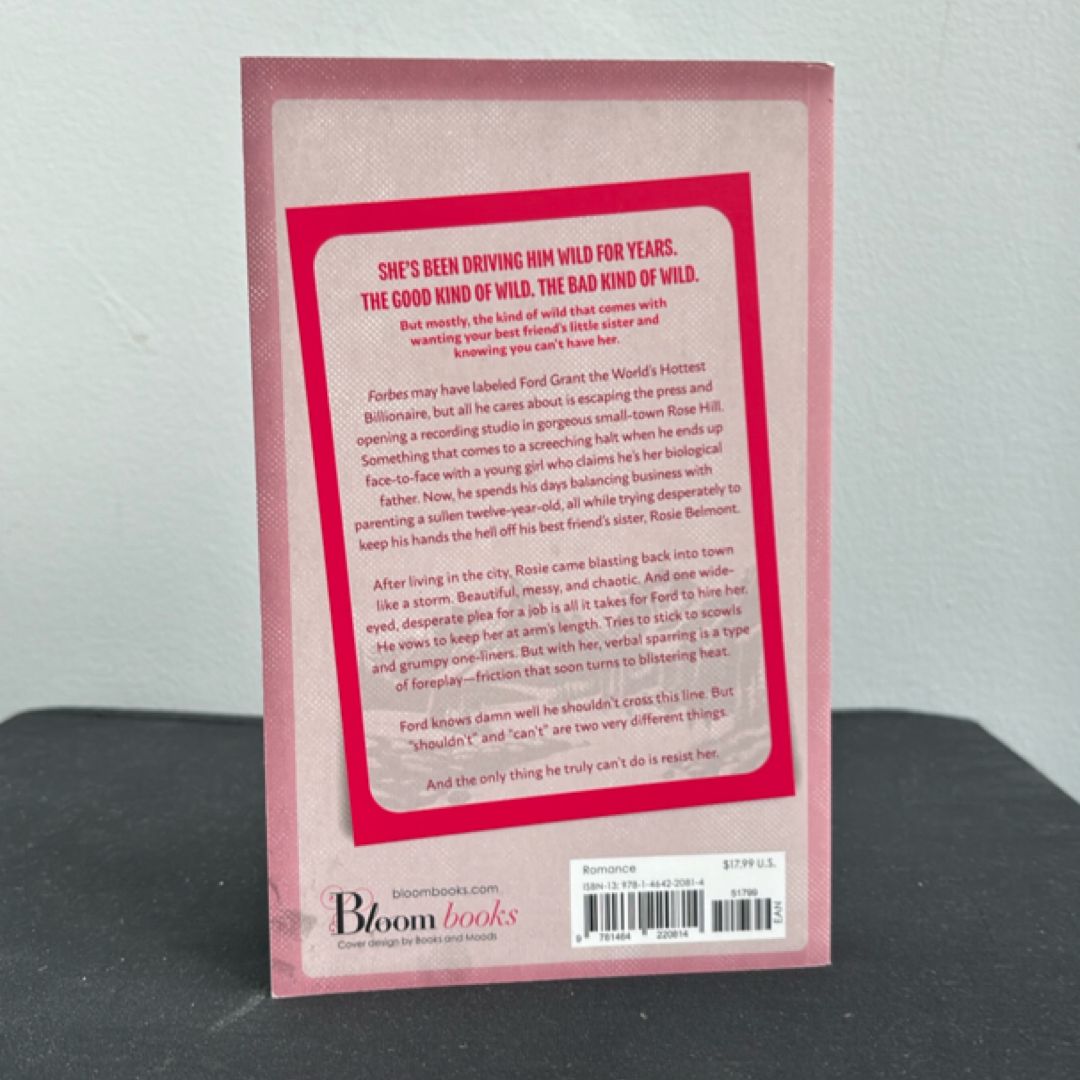 SHE'S BEEN DRIVING HIM WILD FOR YEARS.
THE GOOD KIND OF WILD. THE BAD KIND OF WILD.
But mostly, the kind of wild that comes with
wanting your best friend's little sister and
knowing you can't have her.
Forbes may have labeled Ford Grant the World's Hottest
Billionaire, but all he cares about is escaping the press and
opening a recording studio in gorgeous small-town Rose Hill.
Something that comes to a screeching halt when he ends up
face-to-face with a young girl who claims he's her biological
father. Now, he spends his days balancing business with
parenting a sullen twelve-year-old, all while trying desperately to
keep his hands the hell off his best friend's sister, Rosie Belmont.
After living in the city, Rosie came blasting back into town
like a storm. Beautiful, messy, and chaotic. And one wide-
eyed, desperate plea for a job is all it takes for Ford to hire her.
He vows to keep her at arm's length. Tries to stick to scowls
and grumpy one-liners. But with her, verbal sparring is a type
of foreplay—friction that soon turns to blistering heat.
Ford knows damn well he shouldn't cross this line. But
"shouldn't" and "can't" are two very different things.
And the only thing he truly can't do is resist her.
bloombooks.com
Bloom books
Cover design by Books and Moods
Romance $17.99 U.S.
ISBN-13: 978-1-4642-2081-4
51799
EAN
9 781464 220814